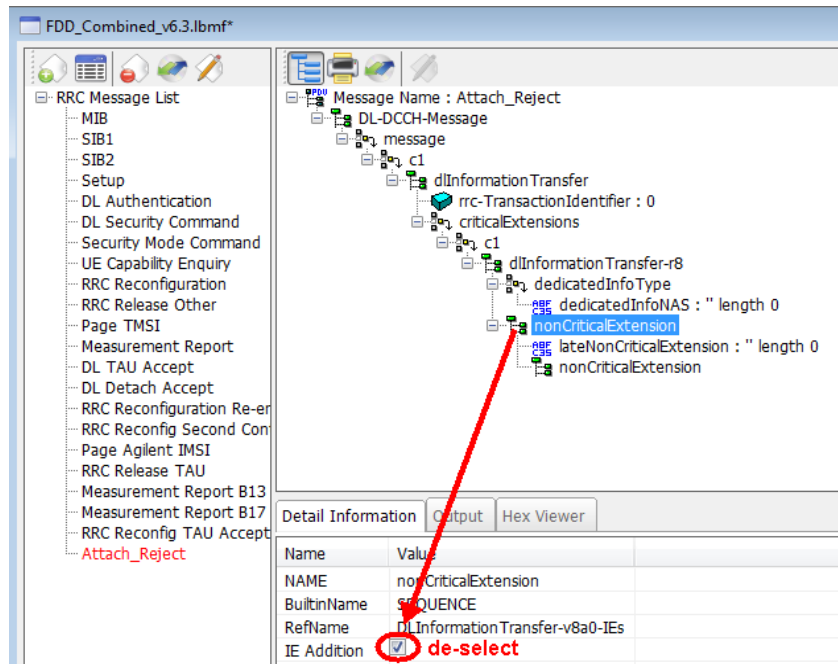 FDD_Combined_v6.3.lbmf*
RRC Message List
MIB
SIB1
SIB2
Setup
DL Authentication
DL Security Command
Security Mode Command
UE Capability Enquiry
RRC Reconfiguration
RRC Release Other
Page TMSI
Measurement Report
DL TAU Accept
DL Detach Accept
RRC Reconfiguration Re-er
RRC Reconfig Second Con
Page Agilent IMSI
RRC Release TAU
Measurement Report B13
Measurement Report B17
RRC Reconfig TAU Accept
Attach_Reject
PDU Message Name : Attach_Reject
DL-DCCH-Message
message
c1
dlInformationTransfer
rrc-TransactionIdentifier : 0
criticalExtensions
c1
dlInformationTransfer-r8
dedicatedInfoType
ABF C35 dedicatedInfoNAS : '' length 0
nonCriticalExtension
ABF C35 lateNonCriticalExtension : '' length 0
nonCriticalExtension
Detail Information Output Hex Viewer
Name Value
NAME nonCriticalExtension
BuiltinName SEQUENCE
RefName DLInformationTransfer-v8a0-IEs
IE Addition de-select